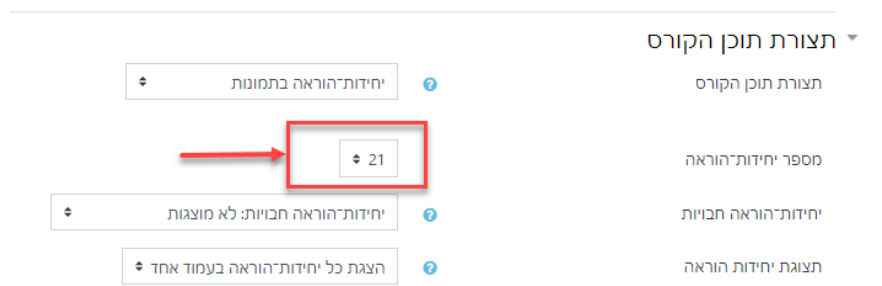 תצורת תוכן הקורס
תצורת תוכן הקורס יחידות־הוראה בתמונות
מספר יחידות־הוראה 21
יחידות־הוראה חבויות יחידות־הוראה חבויות: לא מוצגות
תצוגת יחידות הוראה הצגת כל יחידות־הוראה בעמוד אחד